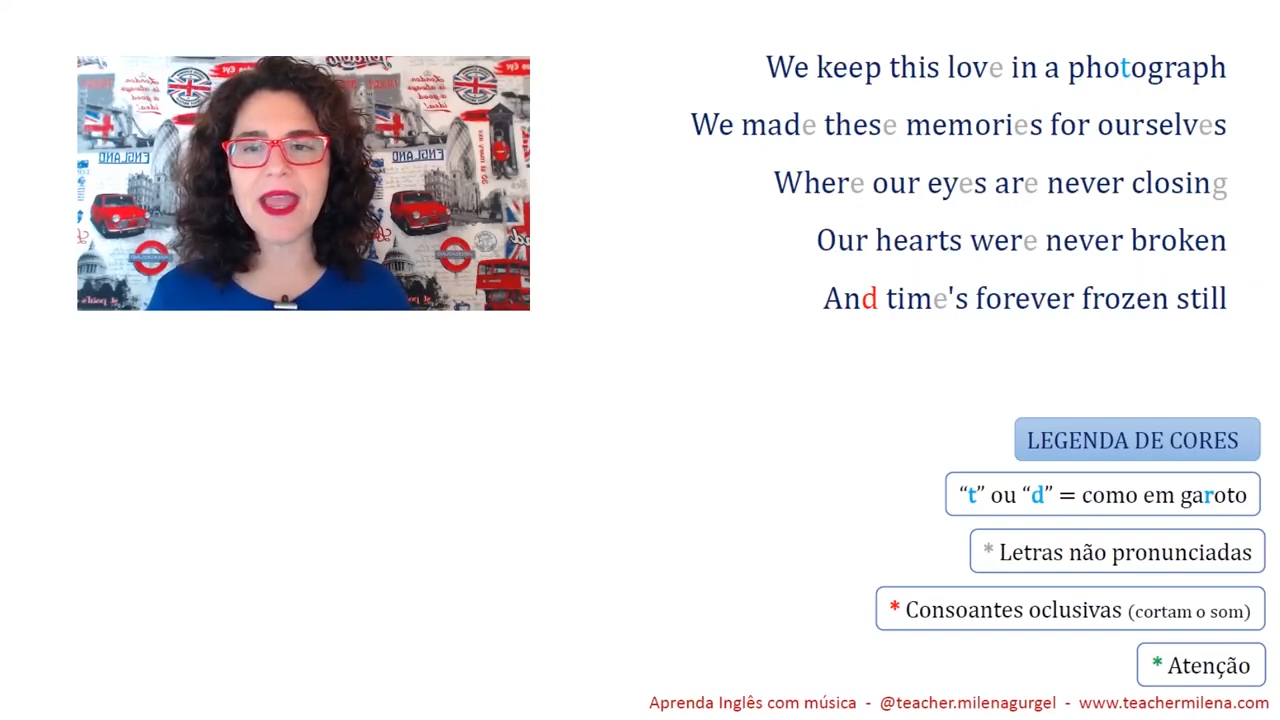 We keep this love in a photograph
We made these memories for ourselves
Where our eyes are never closing
Our hearts were never broken
And time's forever frozen still
LEGENDA DE CORES
“t” ou “d” = como em garoto
* Letras não pronunciadas
* Consoantes oclusivas (cortam o som)
* Atenção
Aprenda Inglês com música - @teacher.milenagurgel - www.teachermilena.com
ENGLAND
ENGLAND